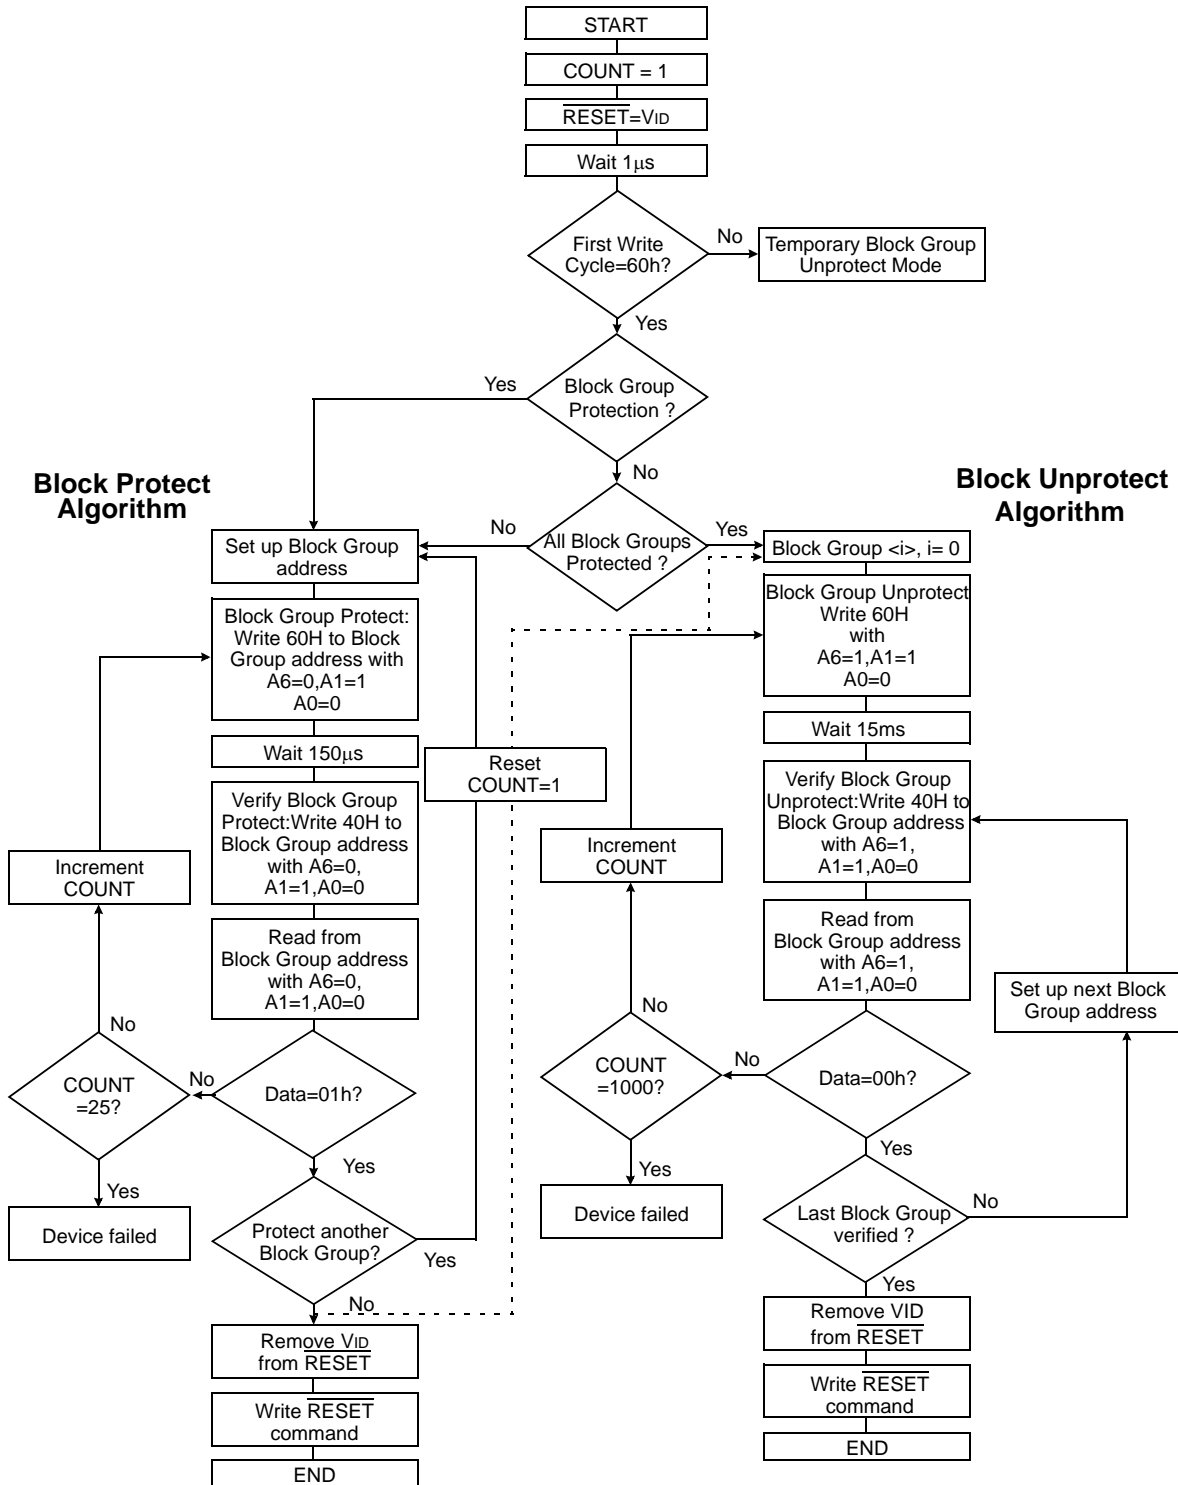 START
COUNT = 1
RESET=VID
Wait 1μs
First Write
Cycle=60h?
No
Temporary Block Group
Unprotect Mode
Yes
Block Group
Protection ?
Yes
No
Block Protect
Algorithm
Block Unprotect
Algorithm
All Block Groups
Protected ?
No
Yes
Set up Block Group
address
Block Group Protect:
Write 60H to Block
Group address with
A6=0,A1=1
A0=0
Wait 150μs
Reset
COUNT=1
Verify Block Group
Protect:Write 40H to
Block Group address
with A6=0,
A1=1,A0=0
Increment
COUNT
Read from
Block Group address
with A6=0,
A1=1,A0=0
No
COUNT
=25?
No
Data=01h?
Yes
Yes
Device failed
Protect another
Block Group?
Yes
No
Remove VID
from RESET
Write RESET
command
END
Block Group <i>, i= 0
Block Group Unprotect
Write 60H
with
A6=1,A1=1
A0=0
Wait 15ms
Verify Block Group
Unprotect:Write 40H to
Block Group address
with A6=1,
A1=1,A0=0
Increment
COUNT
Read from
Block Group address
with A6=1,
A1=1,A0=0
Set up next Block
Group address
No
COUNT
=1000?
No
Data=00h?
Yes
Yes
Device failed
Last Block Group
verified ?
No
Yes
Remove VID
from RESET
Write RESET
command
END